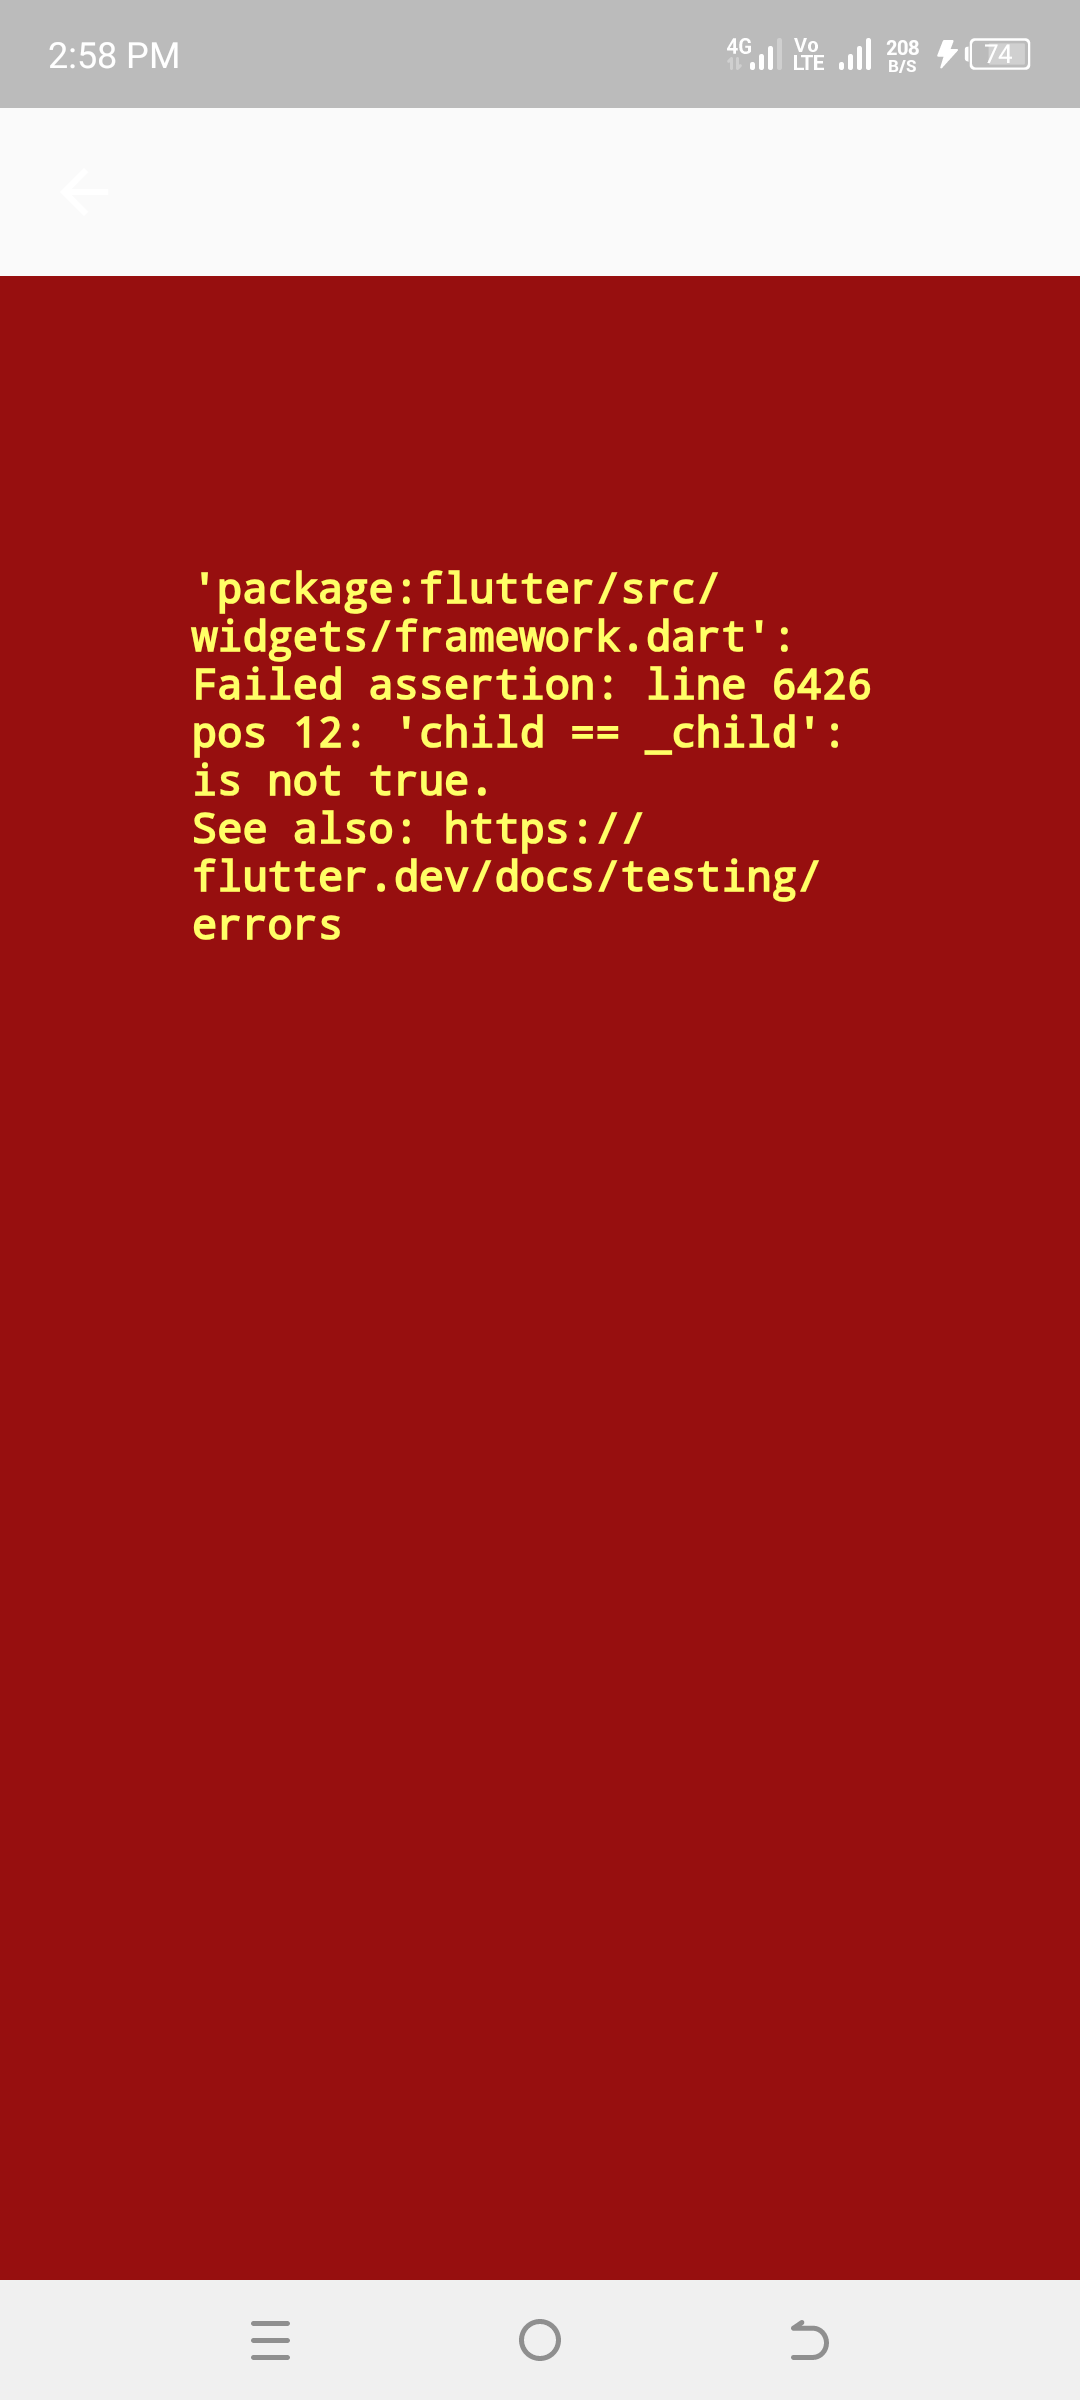 2:58 PM
4G
Vo
LTE
208
B/S
74
'package:flutter/src/
widgets/framework.dart':
Failed assertion: line 6426
pos 12: 'child == _child':
is not true.
See also: https://
flutter.dev/docs/testing/
errors